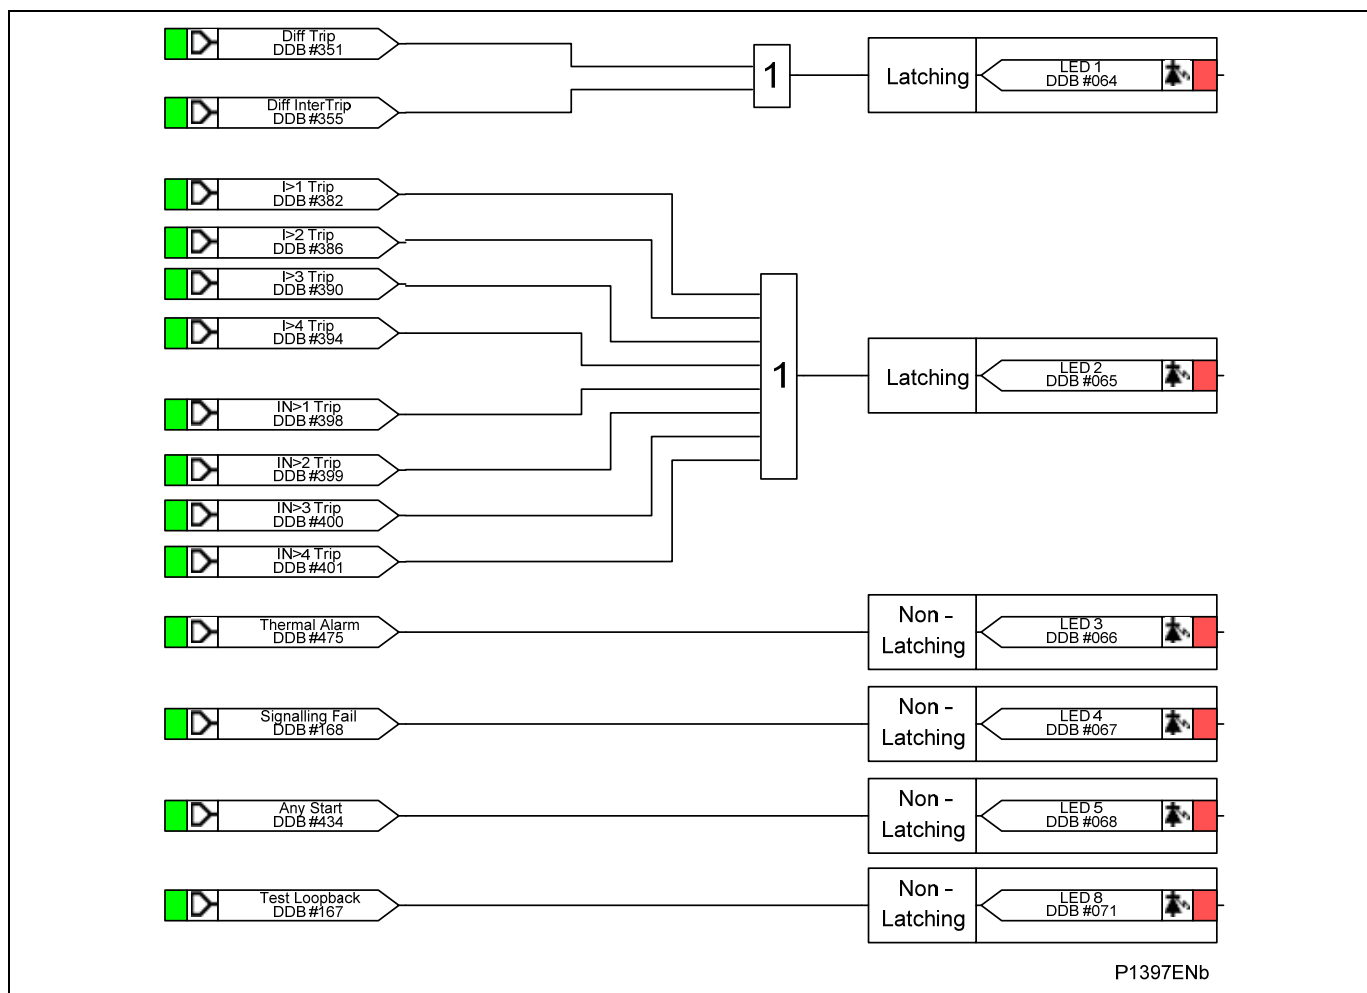 Diff Trip
DDB #351
1
Latching
LED 1
DDB #064
Diff InterTrip
DDB #355
I>1 Trip
DDB #382
I>2 Trip
DDB #386
I>3 Trip
DDB #390
I>4 Trip
DDB #394
1
Latching
LED 2
DDB #065
IN>1 Trip
DDB #398
IN>2 Trip
DDB #399
IN>3 Trip
DDB #400
IN>4 Trip
DDB #401
Thermal Alarm
DDB #475
Non -
Latching
LED 3
DDB #066
Signalling Fail
DDB #168
Non -
Latching
LED 4
DDB #067
Any Start
DDB #434
Non -
Latching
LED 5
DDB #068
Test Loopback
DDB #167
Non -
Latching
LED 8
DDB #071
P1397ENb